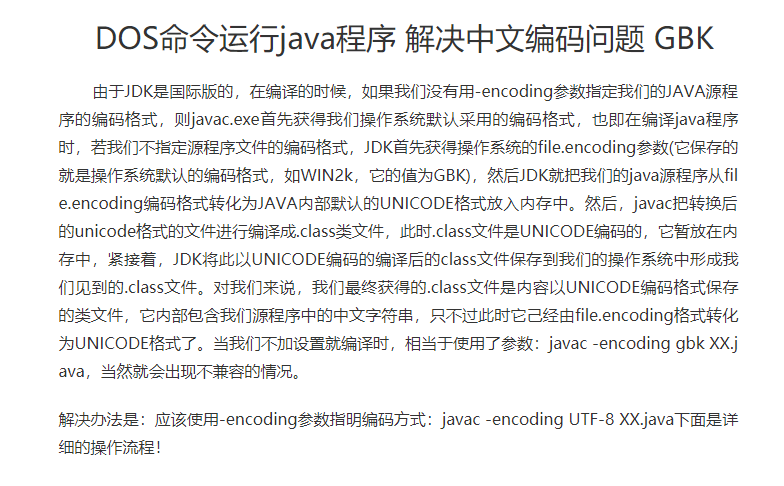 DOS命令运行java程序 解决中文编码问题 GBK
由于JDK是国际版的，在编译的时候，如果我们没有用-encoding参数指定我们的JAVA源程
序的编码格式，则javac.exe首先获得我们操作系统默认采用的编码格式，也即在编译java程序
时，若我们不指定源程序文件的编码格式，JDK首先获得操作系统的file.encoding参数(它保存的
就是操作系统默认的编码格式，如WIN2k，它的值为GBK)，然后JDK就把我们的java源程序从fil
e.encoding编码格式转化为JAVA内部默认的UNICODE格式放入内存中。然后，javac把转换后
的unicode格式的文件进行编译成.class类文件，此时.class文件是UNICODE编码的，它暂放在内
存中，紧接着，JDK将此以UNICODE编码的编译后的class文件保存到我们的操作系统中形成我
们见到的.class文件。对我们来说，我们最终获得的.class文件是内容以UNICODE编码格式保存
的类文件，它内部包含我们源程序中的中文字符串，只不过此时它己经由file.encoding格式转化
为UNICODE格式了。当我们不加设置就编译时，相当于使用了参数：javac -encoding gbk XX.j
ava，当然就会出现不兼容的情况。
解决办法是：应该使用-encoding参数指明编码方式：javac -encoding UTF-8 XX.java下面是详
细的操作流程！